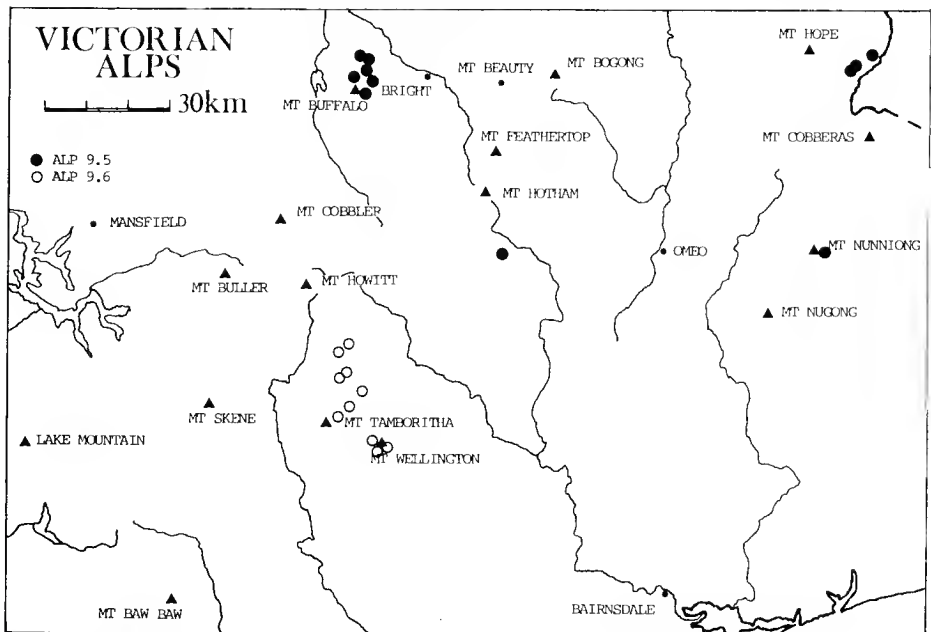 VICTORIAN
ALPS
30km
ALP 9.5
ALP 9.6
MT HOPE
MT BEAUTY
MT BOGONG
BRIGHT
MT BUFFALO
MT FEATHERTOP
MT COBBERAS
MT HOTHAM
MT COBBLER
MANSFIELD
OMEO
MT NUNNIONG
MT BULLER
MT HOWITT
MT NUGONG
MT SKENE
MT TAMBORITHA
LAKE MOUNTAIN
MT WELLINGTON
MT BAW BAW
BAIRNSDALE